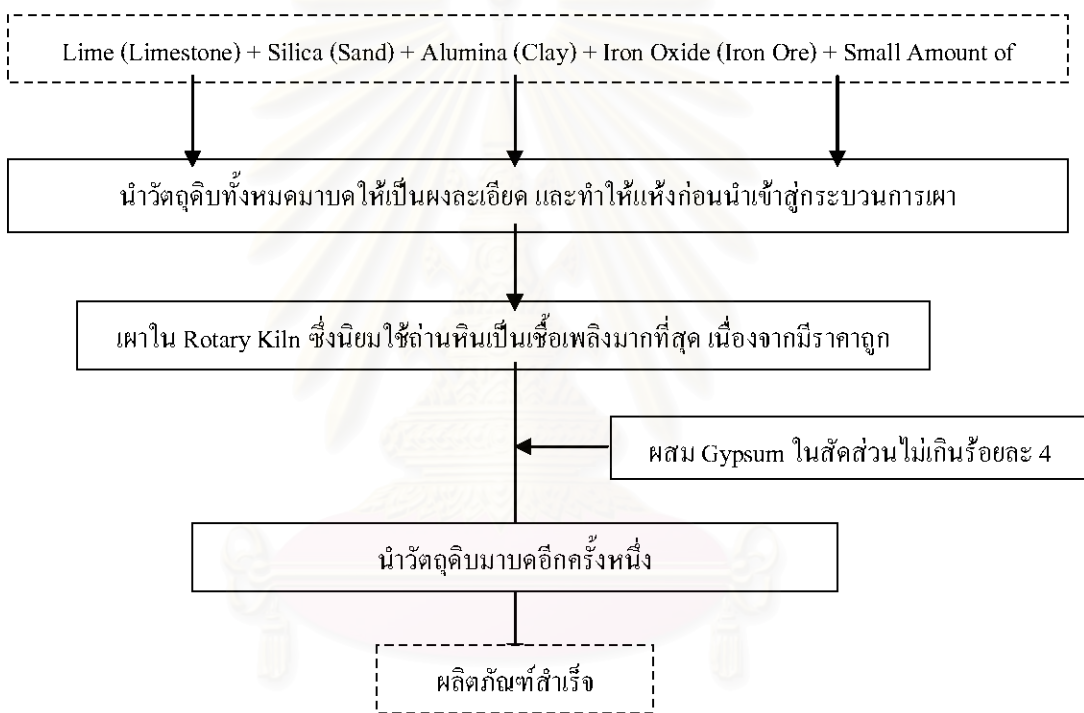 Lime (Limestone) + Silica (Sand) + Alumina (Clay) + Iron Oxide (Iron Ore) + Small Amount of
นำวัตถุดิบทั้งหมดมาบดให้เป็นผงละเอียด และทำให้แห้งก่อนนำเข้าสู่กระบวนการเผา
เผาใน Rotary Kiln ซึ่งนิยมใช้ถ่านหินเป็นเชื้อเพลิงมากที่สุด เนื่องจากมีราคาถูก
ผสม Gypsum ในสัดส่วนไม่เกินร้อยละ 4
นำวัตถุดิบมาบดอีกครั้งหนึ่ง
ผลิตภัณฑ์สำเร็จ